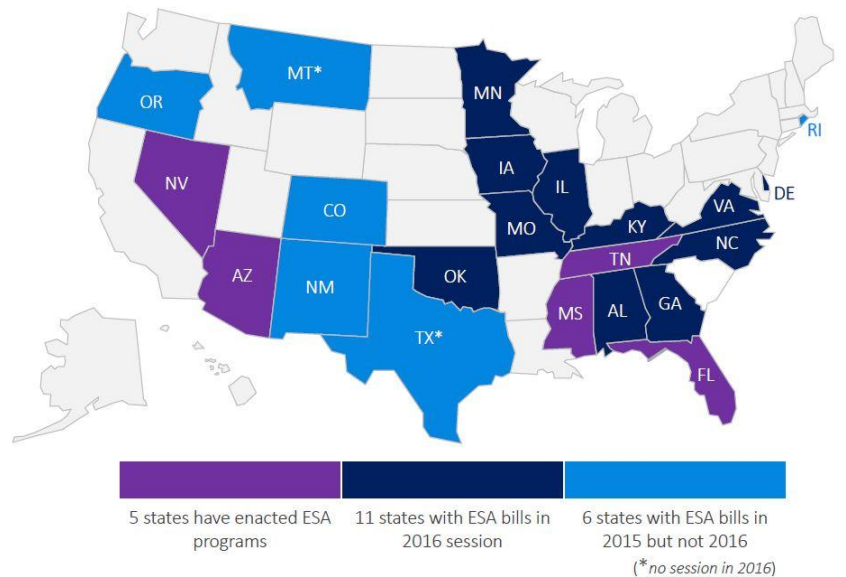 MT*
OR
MN
RI
IA
NV
IL
DE
CO
VA
MO
KY
NC
TN
AZ
OK
NM
MS
AL
GA
TX*
FL
5 states have enacted ESA
programs
11 states with ESA bills in
2016 session
6 states with ESA bills in
2015 but not 2016
(*no session in 2016)